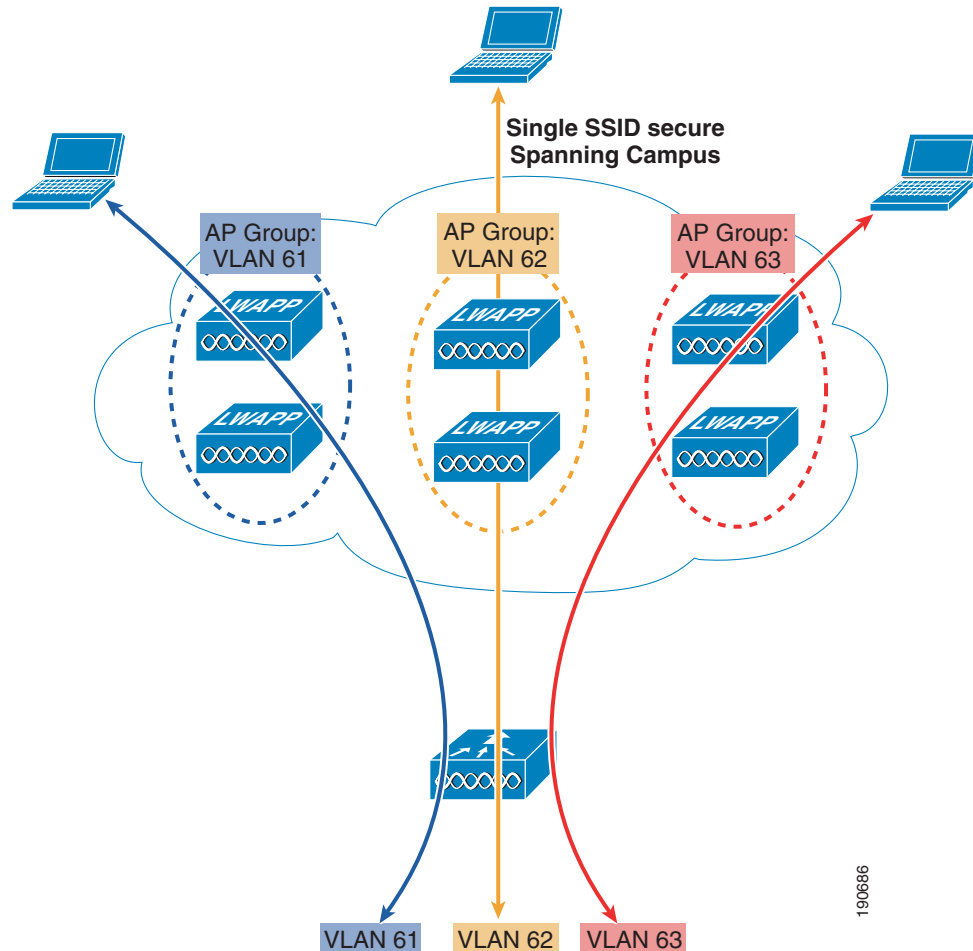 Single SSID secure
Spanning Campus
AP Group:
VLAN 61
AP Group:
VLAN 62
AP Group:
VLAN 63
LWAPP
LWAPP
LWAPP
LWAPP
LWAPP
LWAPP
190686
VLAN 61
VLAN 62
VLAN 63